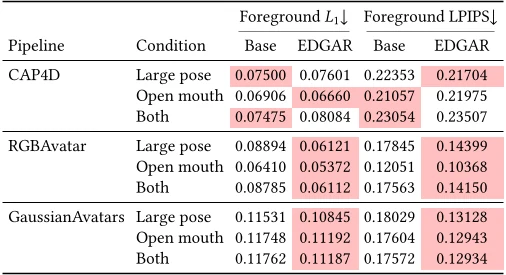 Foreground L₁↓ Foreground LPIPS↓
Pipeline Condition Base EDGAR Base EDGAR
CAP4D Large pose 0.07500 0.07601 0.22353 0.21704
Open mouth 0.06906 0.06660 0.21057 0.21975
Both 0.07475 0.08084 0.23054 0.23507
RGBAvatar Large pose 0.08894 0.06121 0.17845 0.14399
Open mouth 0.06410 0.05372 0.12051 0.10368
Both 0.08785 0.06112 0.17563 0.14150
GaussianAvatars Large pose 0.11531 0.10845 0.18029 0.13128
Open mouth 0.11748 0.11192 0.17604 0.12943
Both 0.11762 0.11187 0.17572 0.12934